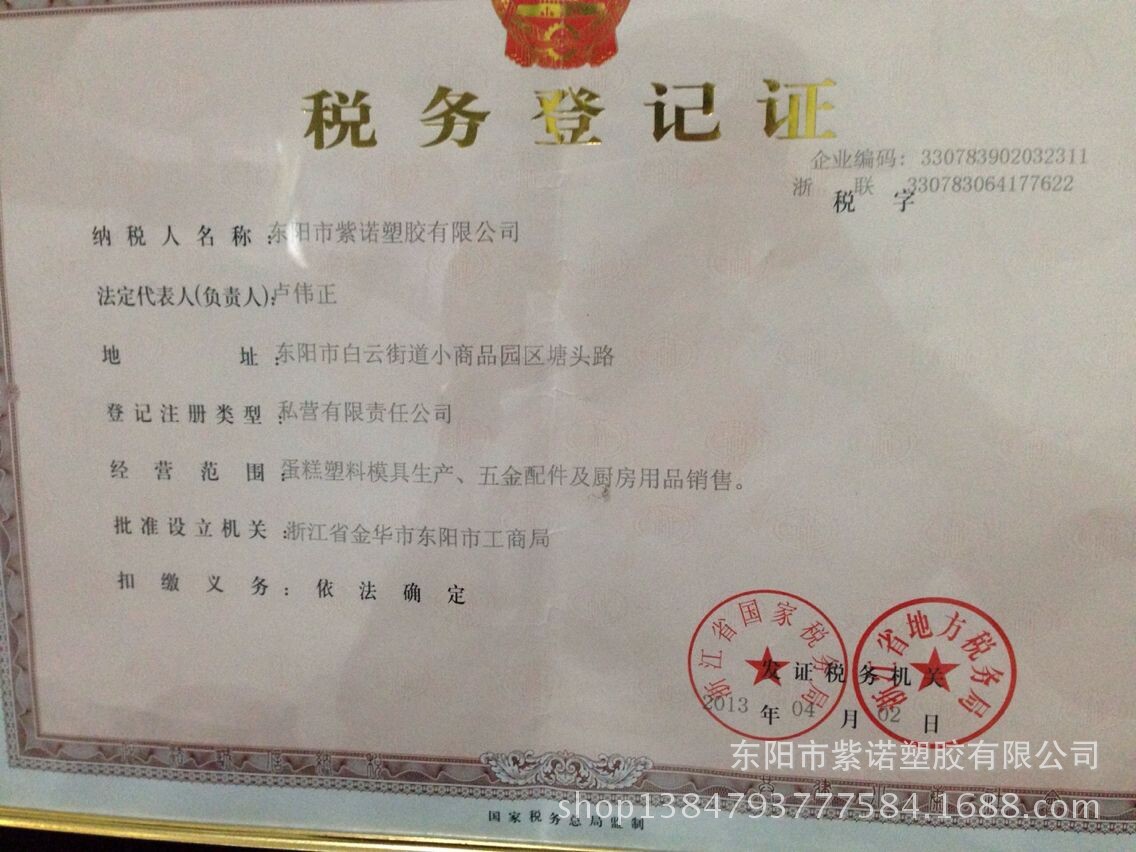 税务登记证
企业编码：330783902032311
浙 联 330783064177622
税 字
纳税人名称：东阳市紫诺塑胶有限公司
法定代表人(负责人)：卢伟正
地 址：东阳市白云街道小商品园区塘头路
登记注册类型：私营有限责任公司
经营范围：蛋糕塑料模具生产、五金配件及厨房用品销售。
批准设立机关：浙江省金华市东阳市工商局
扣缴义务：依法确定
浙江省国家税务局
浙江省地方税务局
发证税务机关
2013年04月02日
东阳市紫诺塑胶有限公司
shop1384793777584.1688.com
国家税务总局监制